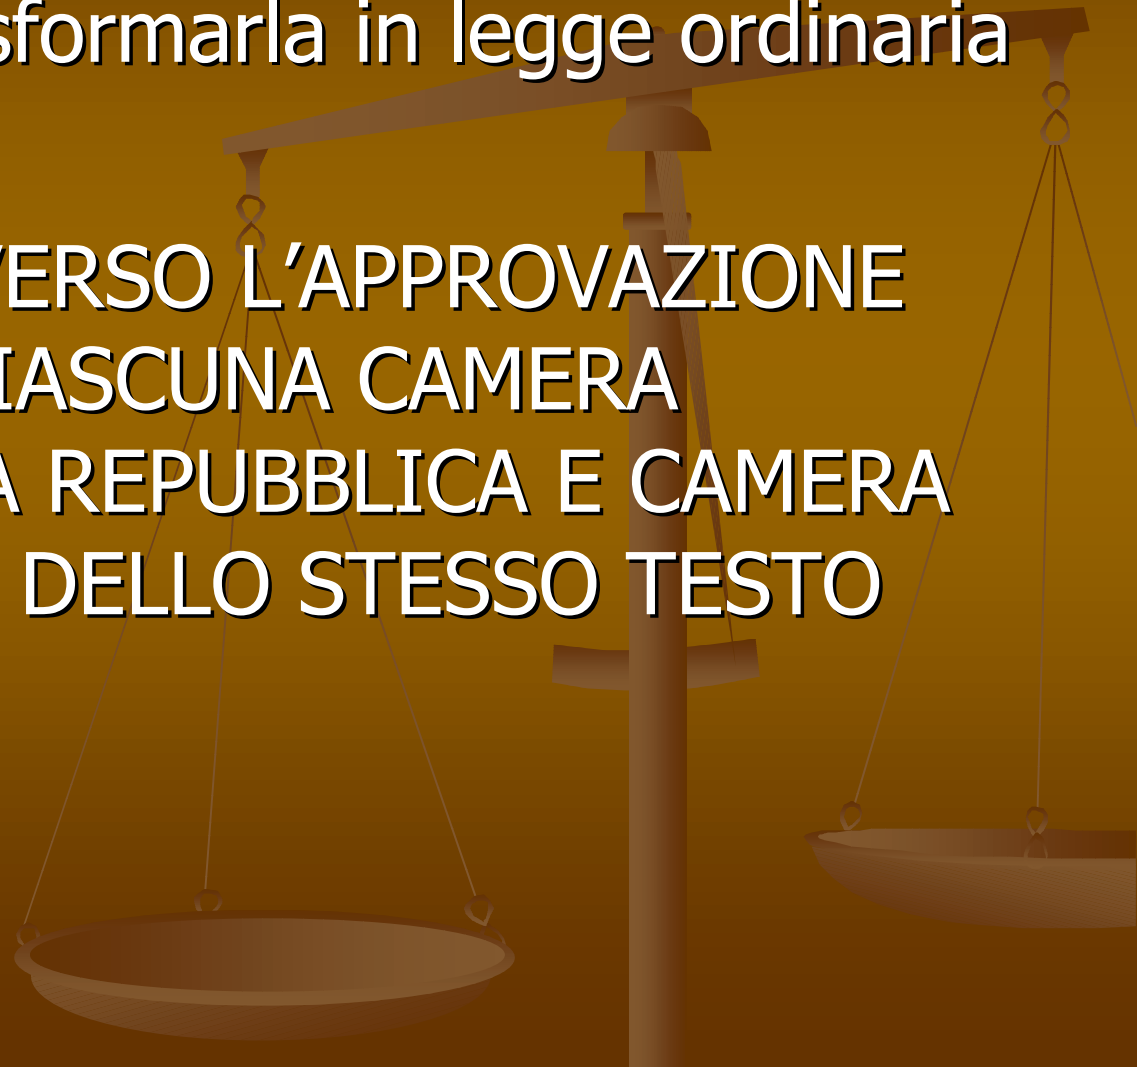 sformarla in legge ordinaria
VERSO L’APPROVAZIONE
IASCUNA CAMERA
A REPUBBLICA E CAMERA
DELLO STESSO TESTO